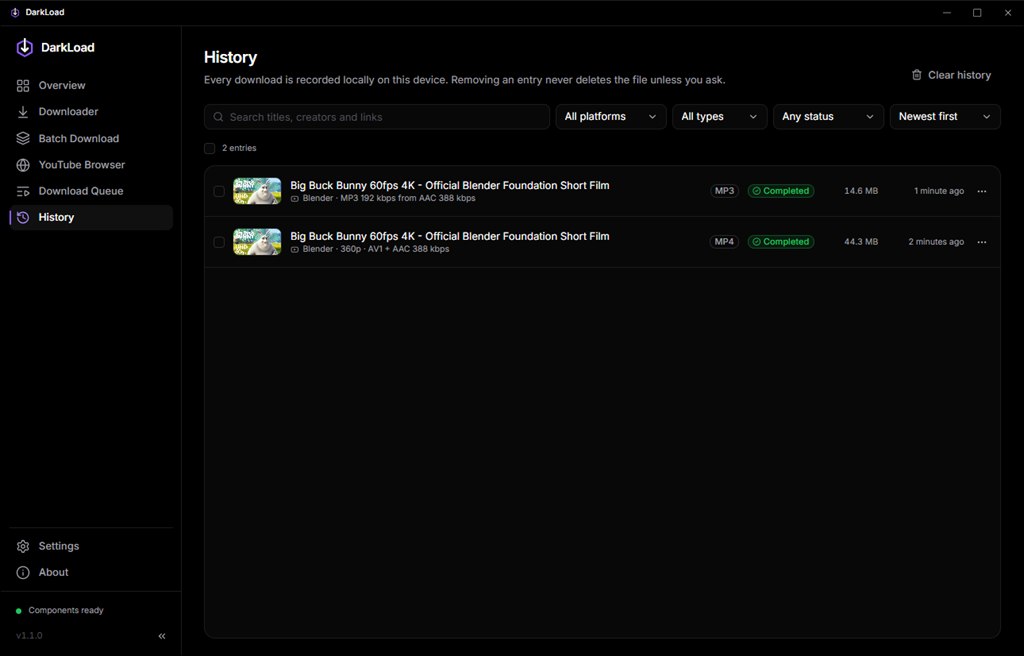 DarkLoad
DarkLoad
Overview
Downloader
Batch Download
YouTube Browser
Download Queue
History
Settings
About
Components ready
v1.1.0
History
Every download is recorded locally on this device. Removing an entry never deletes the file unless you ask.
Clear history
Search titles, creators and links
All platforms
All types
Any status
Newest first
2 entries
Big Buck Bunny 60fps 4K - Official Blender Foundation Short Film
Blender · MP3 192 kbps from AAC 388 kbps
MP3
Completed
14.6 MB
1 minute ago
Big Buck Bunny 60fps 4K - Official Blender Foundation Short Film
Blender · 360p · AV1 + AAC 388 kbps
MP4
Completed
44.3 MB
2 minutes ago